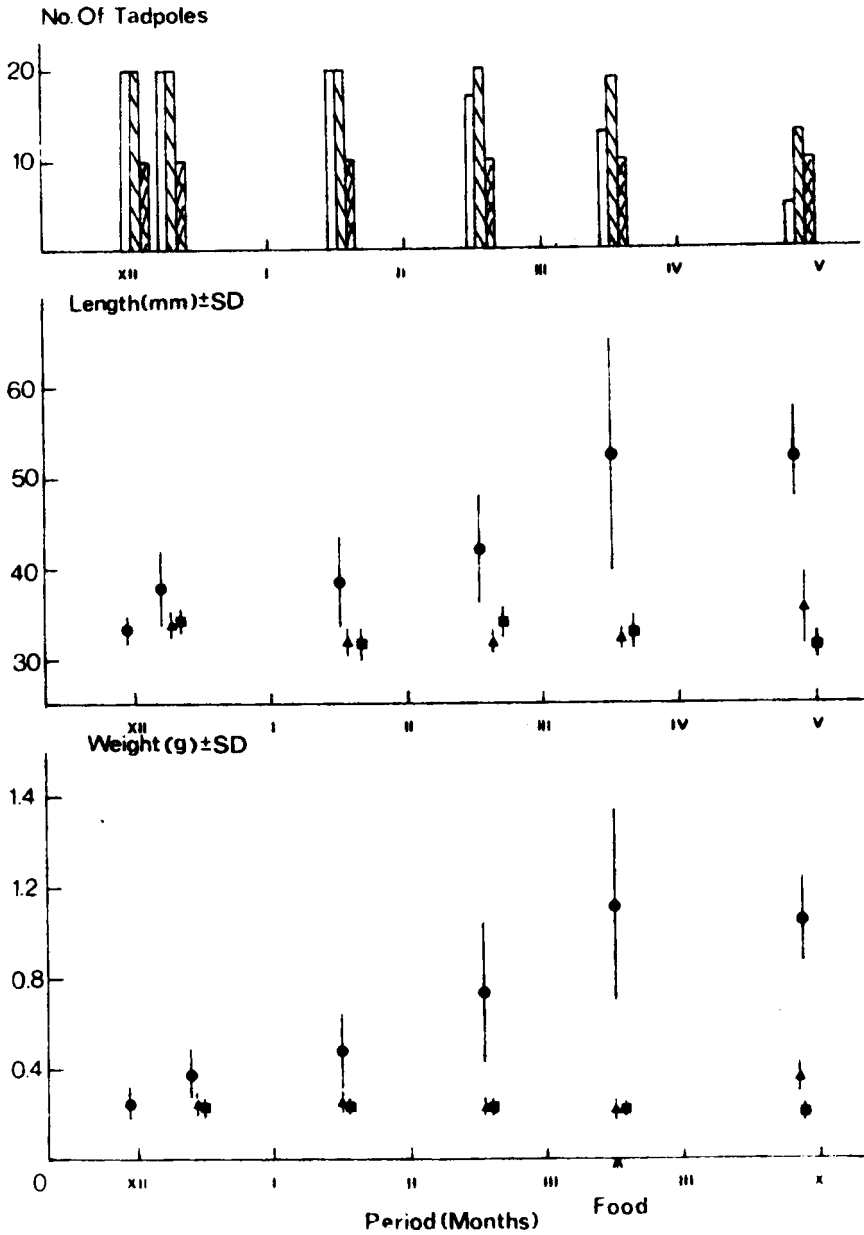 No. Of Tadpoles
20
10
XII I II III IV V
Length(mm)±SD
60
50
40
30
XII I II III IV V
Weight(g)±SD
1.4
1.2
0.8
0.4
0 XII I II III III X
Food
Period(Months)